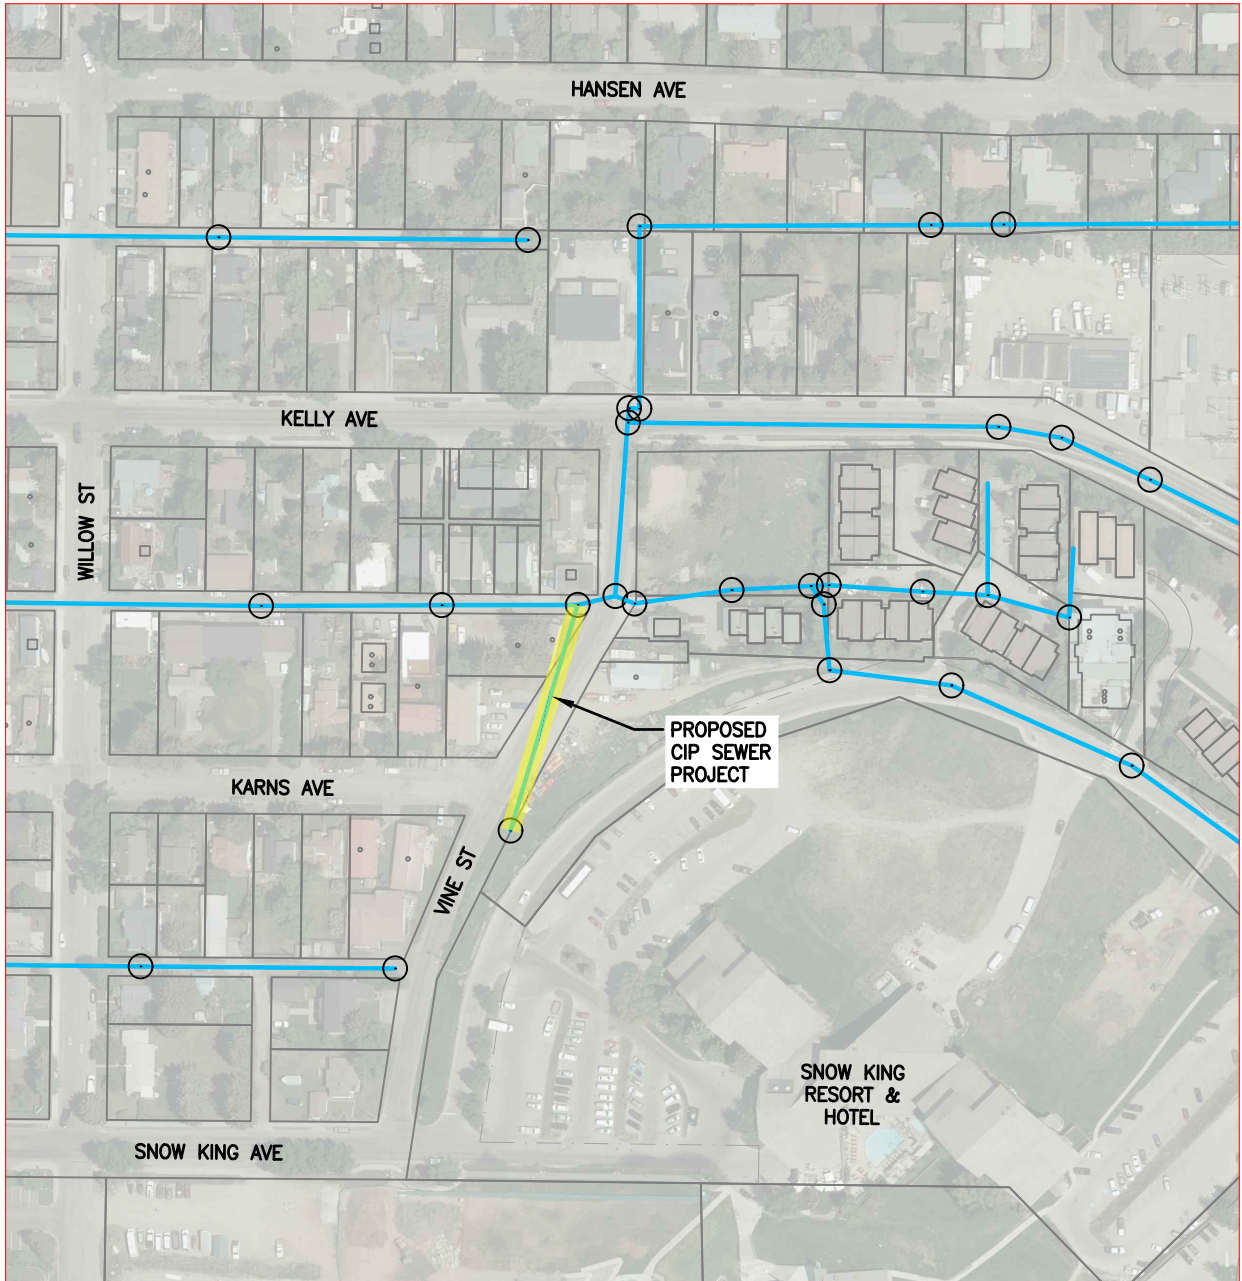 HANSEN AVE
KELLY AVE
WILLOW ST
PROPOSED
CIP SEWER
PROJECT
KARNS AVE
VINE ST
SNOW KING
RESORT &
HOTEL
SNOW KING AVE